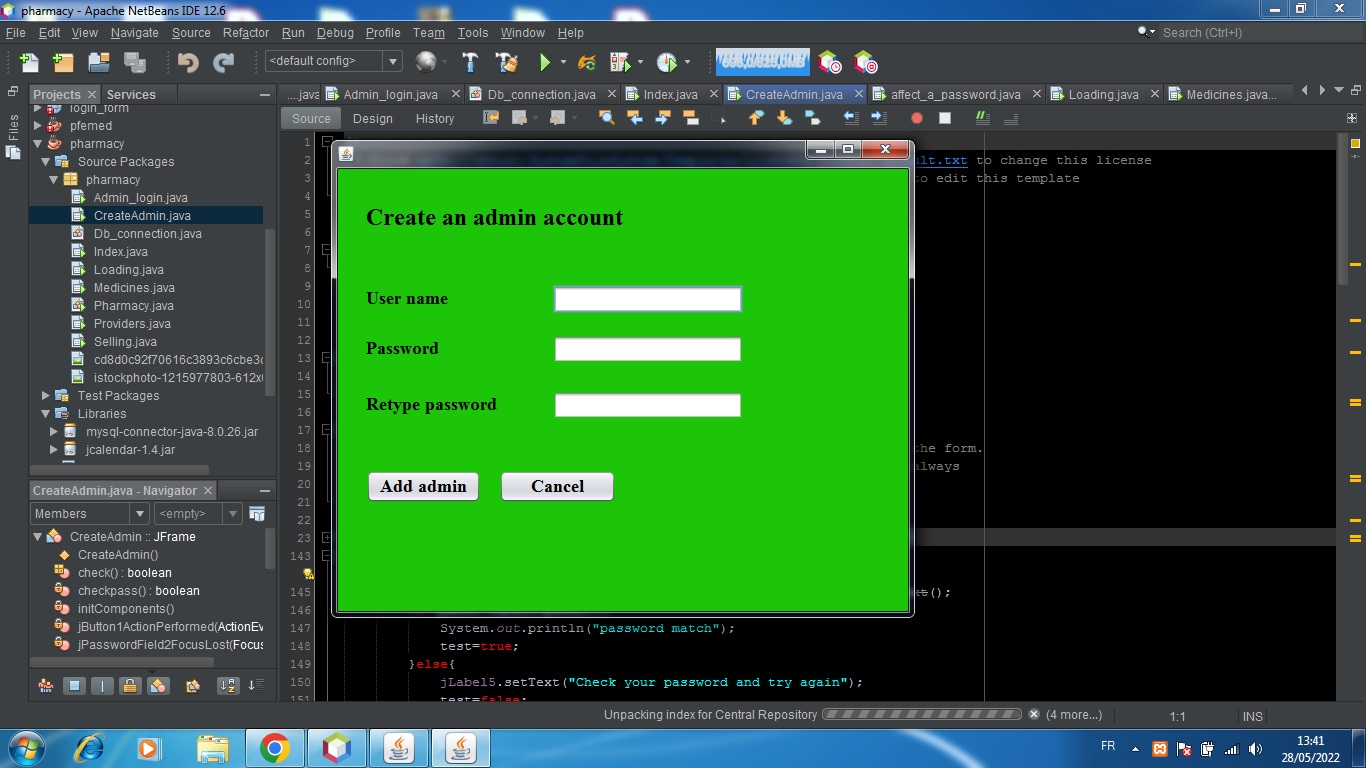 pharmacy - Apache NetBeans IDE 12.6
File Edit View Navigate Source Refactor Run Debug Profile Team Tools Window Help
Search (Ctrl+I)
<default config>
Projects
Services
....java
Admin_login.java
Db_connection.java
Index.java
CreateAdmin.java
affect_a_password.java
Loading.java
Medicines.java...
Files
Source Design History
login_form
pfemed
pharmacy
Source Packages
pharmacy
Admin_login.java
CreateAdmin.java
Db_connection.java
Index.java
Loading.java
Medicines.java
Pharmacy.java
Providers.java
Selling.java
cd8d0c92f70616c3893c6cbe3c
istockphoto-1215977803-612x
Test Packages
Libraries
mysql-connector-java-8.0.26.jar
jcalendar-1.4.jar
CreateAdmin.java - Navigator
Members
<empty>
CreateAdmin :: JFrame
CreateAdmin()
check() : boolean
checkpass() : boolean
initComponents()
jButton1ActionPerformed(ActionEv
jPasswordField2FocusLost(Focus
1
2
3
4
5
6
7
8
9
10
11
12
13
14
15
16
17
18
19
20
21
22
23
143
145
146
147
148
149
150
151
lt.txt to change this license
to edit this template
the form.
always
();
System.out.println("password match");
test=true;
}else{
jLabel5.setText("Check your password and try again");
test=false;
Create an admin account
User name
Password
Retype password
Add admin
Cancel
Unpacking index for Central Repository
(4 more...)
1:1
INS
FR
13:41
28/05/2022